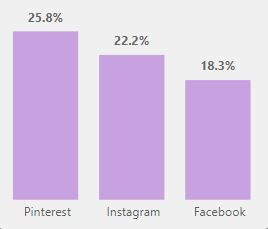 25.8%
22.2%
18.3%
Pinterest
Instagram
Facebook